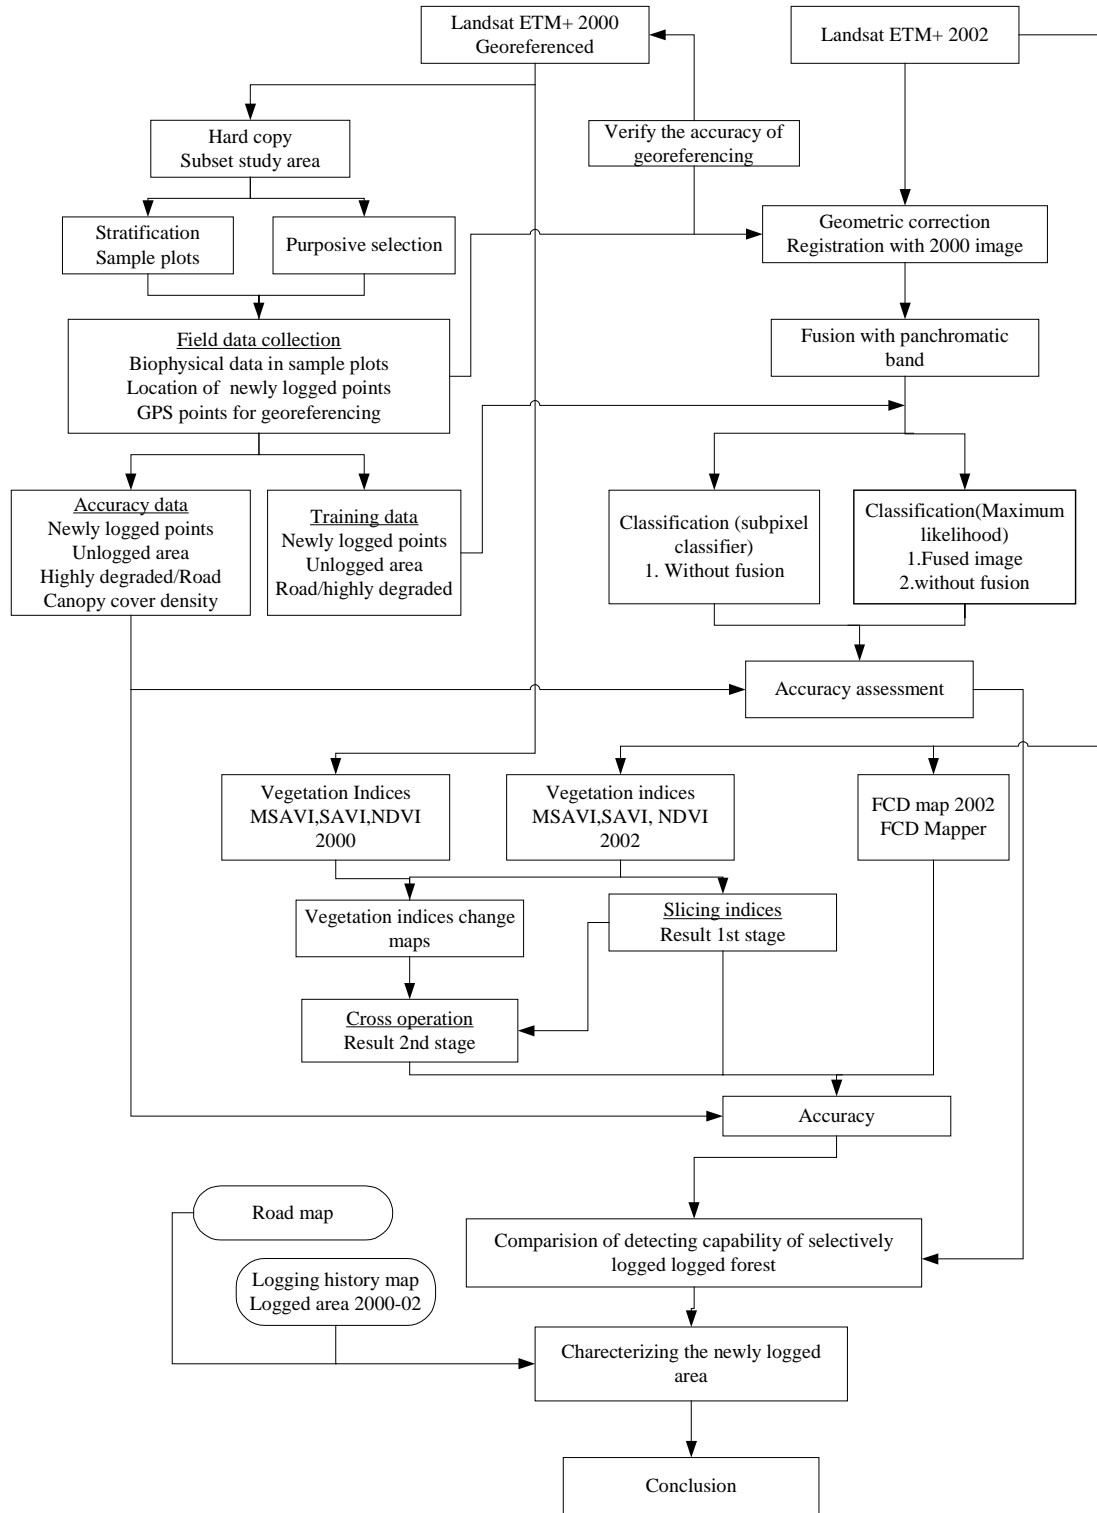 Landsat ETM+ 2000
Georeferenced
Landsat ETM+ 2002
Hard copy
Subset study area
Verify the accuracy of
georeferencing
Stratification
Sample plots
Purposive selection
Geometric correction
Registration with 2000 image
Field data collection
Biophysical data in sample plots
Location of newly logged points
GPS points for georeferencing
Fusion with panchromatic
band
Accuracy data
Newly logged points
Unlogged area
Highly degraded/Road
Canopy cover density
Training data
Newly logged points
Unlogged area
Road/highly degraded
Classification (subpixel
classifier)
1. Without fusion
Classification(Maximum
likelihood)
1.Fused image
2.without fusion
Accuracy assessment
Vegetation Indices
MSAVI,SAVI,NDVI
2000
Vegetation indices
MSAVI,SAVI, NDVI
2002
FCD map 2002
FCD Mapper
Vegetation indices change
maps
Slicing indices
Result 1st stage
Cross operation
Result 2nd stage
Accuracy
Road map
Comparision of detecting capability of selectively
logged logged forest
Logging history map
Logged area 2000-02
Charecterizing the newly logged
area
Conclusion